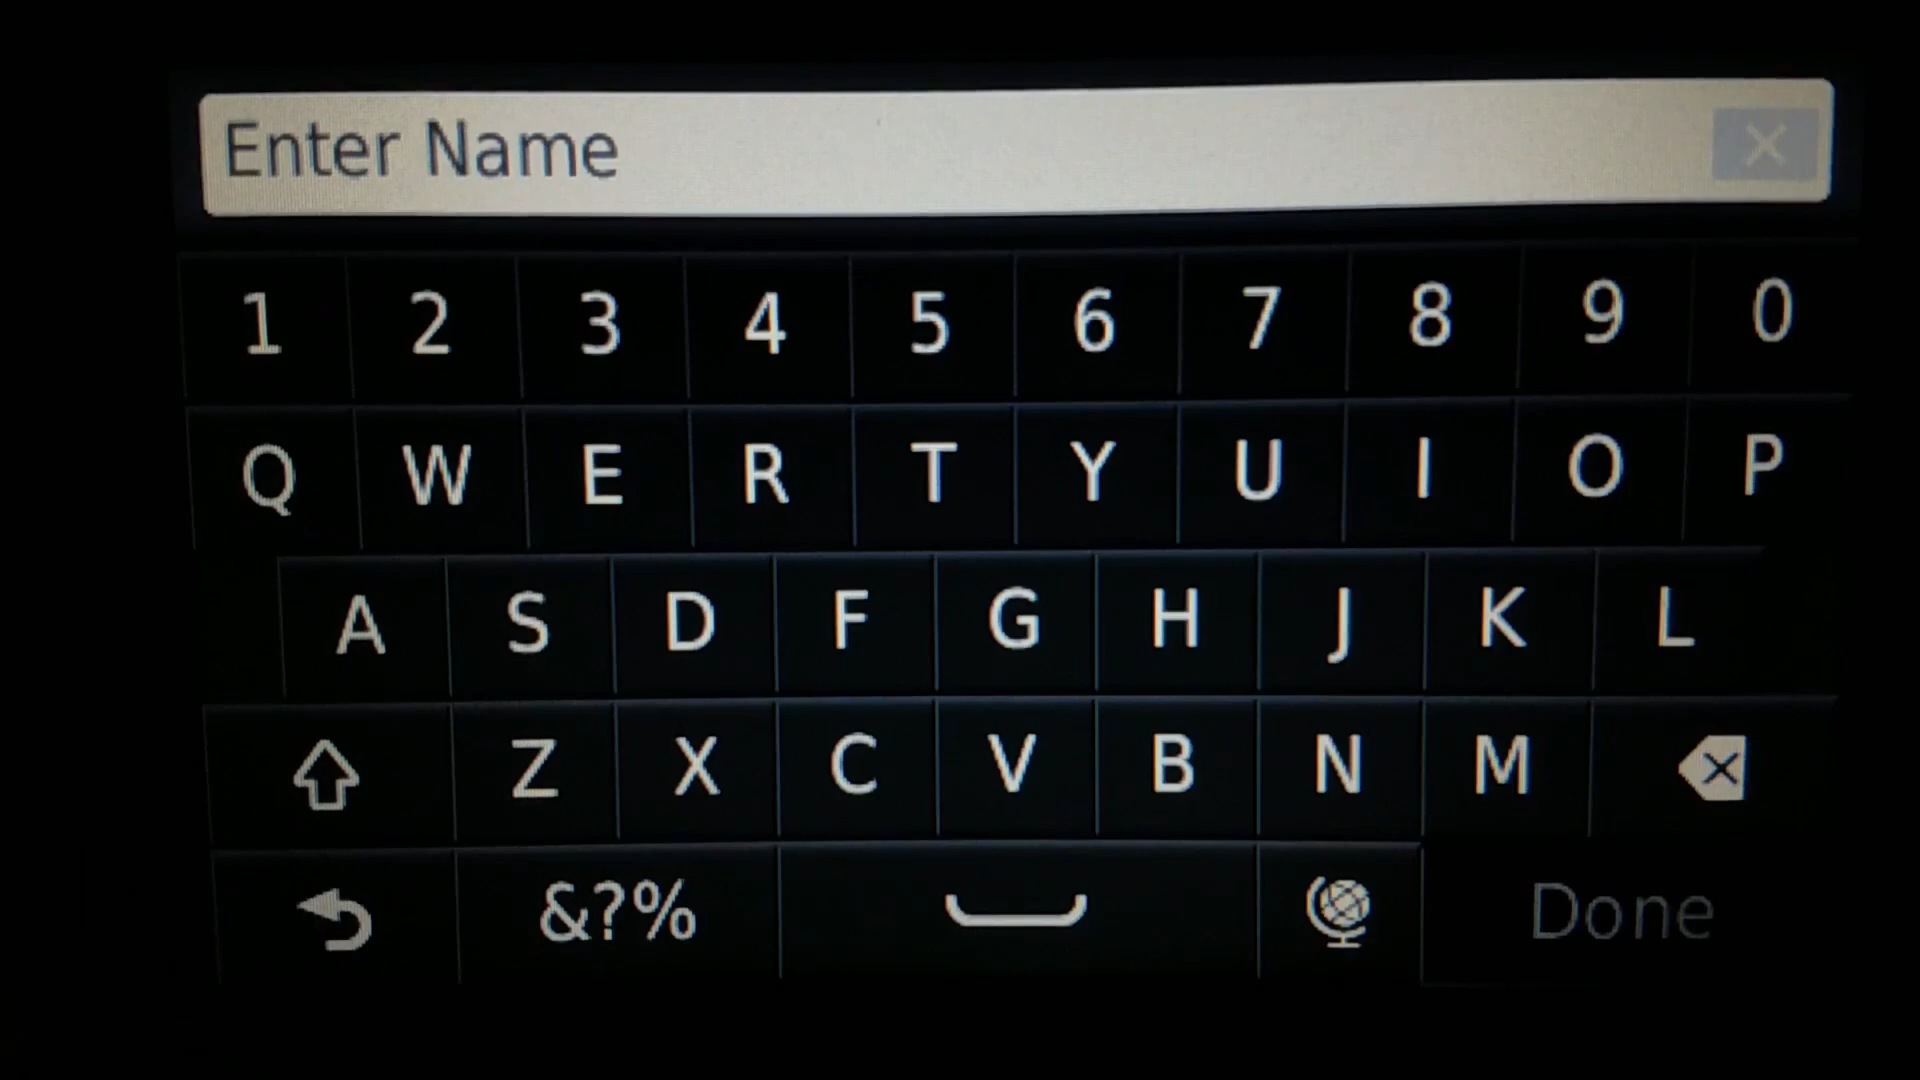 Enter Name
1 2 3 4 5 6 7 8 9 0
Q W E R T Y U I O P
A S D F G H J K L
Z X C V B N M
&?% Done